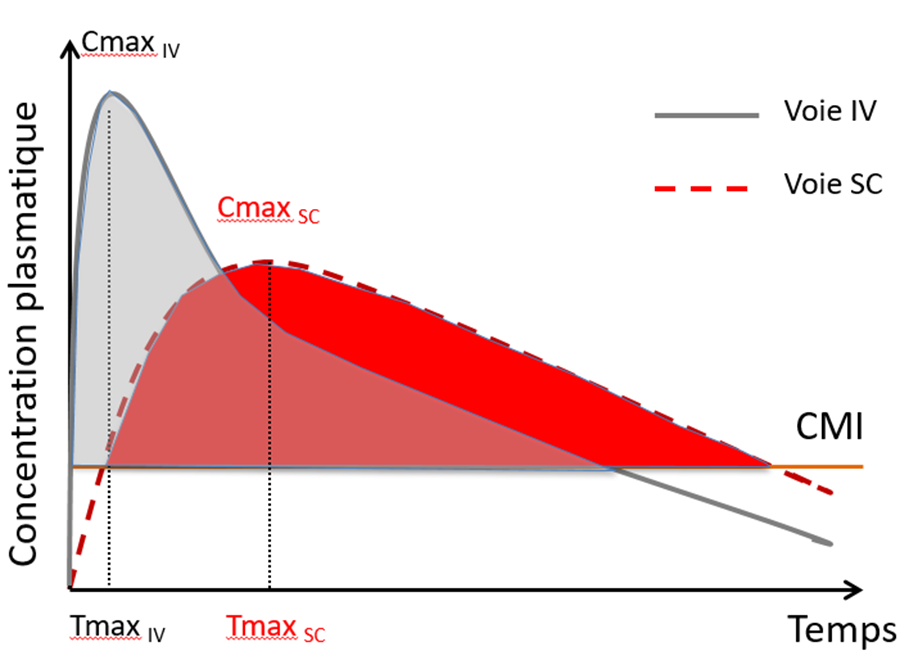 Cmax IV
Voie IV
Voie SC
Cmax SC
Concentration plasmatique
CMI
Tmax IV
Tmax SC
Temps